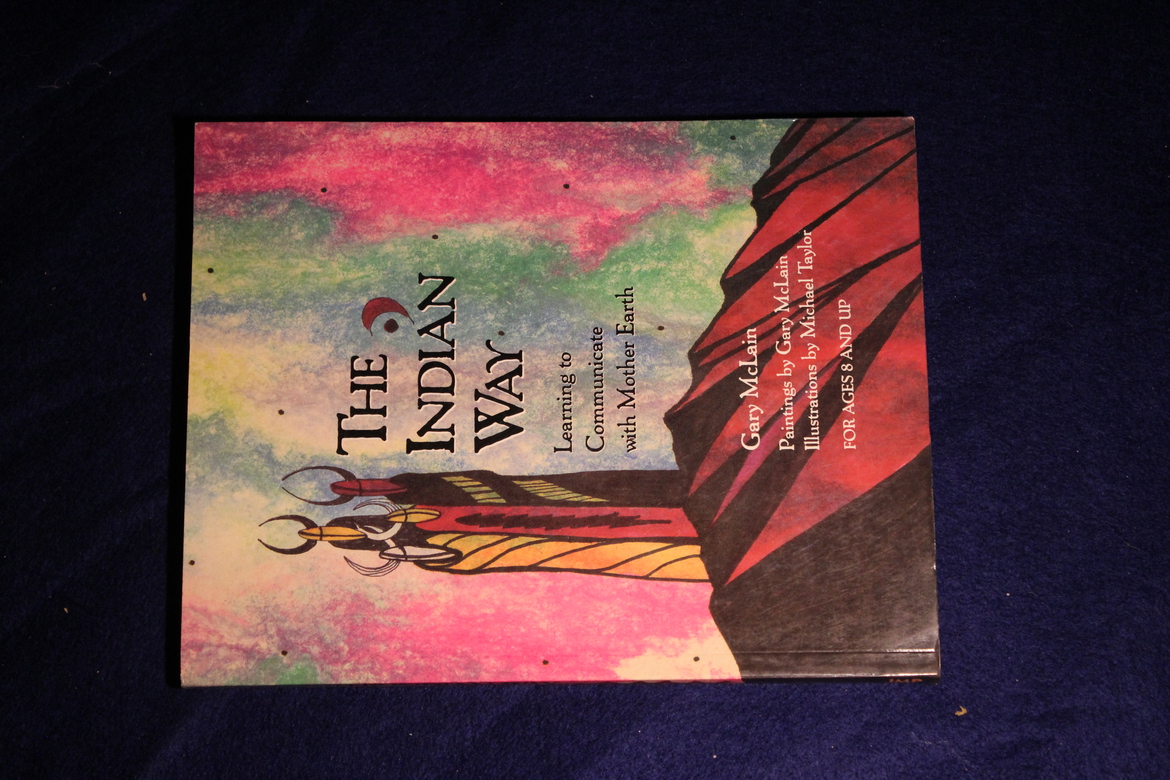 THE
INDIAN
WAY
Learning to
Communicate
with Mother Earth
Gary McLain
Paintings by Gary McLain
Illustrations by Michael Taylor
FOR AGES 8 AND UP